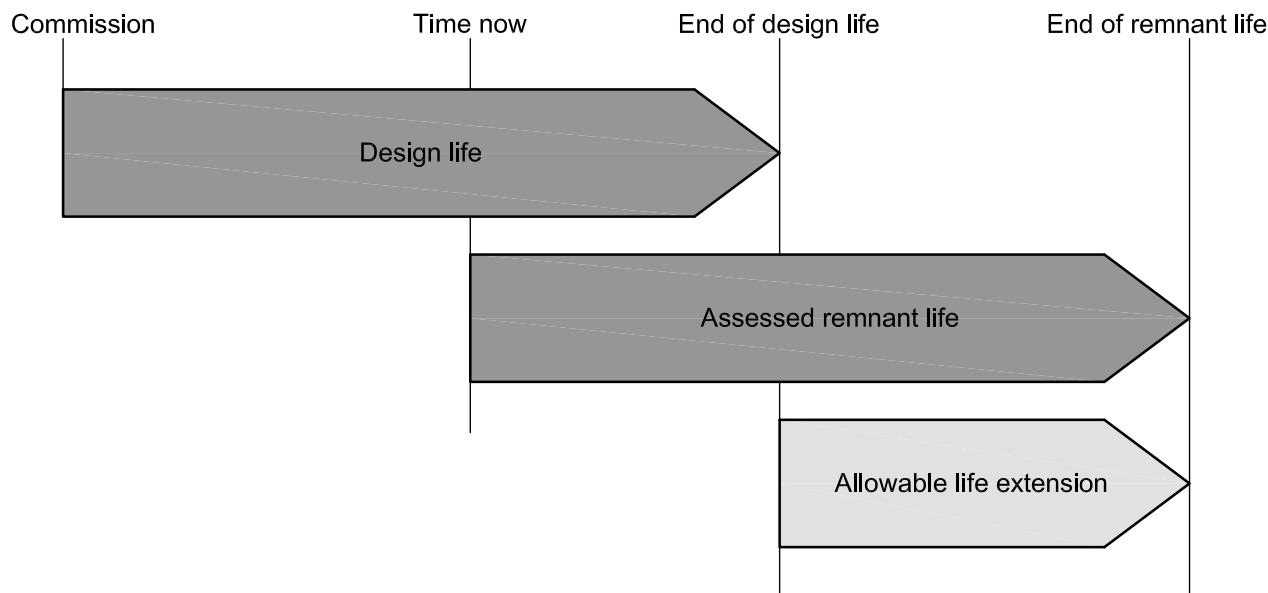 Commission
Time now
End of design life
End of remnant life
Design life
Assessed remnant life
Allowable life extension